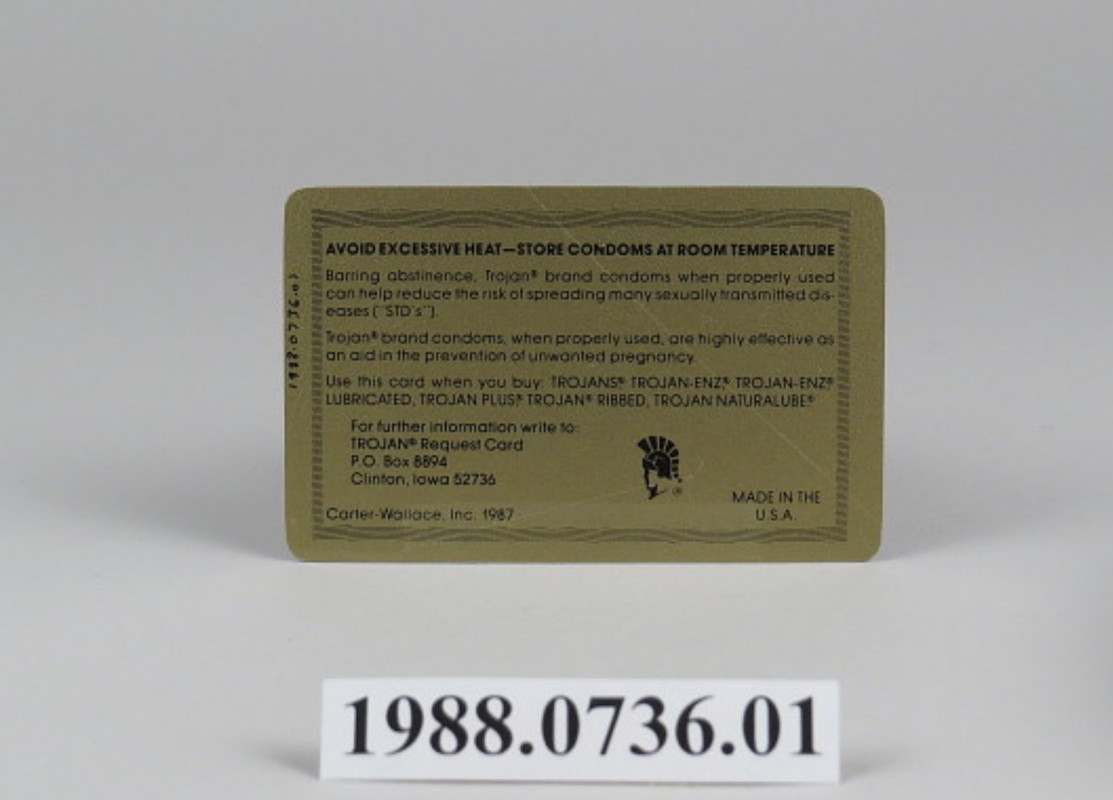 AVOID EXCESSIVE HEAT—STORE CONDOMS AT ROOM TEMPERATURE
Barring abstinence, Trojan® brand condoms when properly used
can help reduce the risk of spreading many sexually transmitted dis-
eases (“STD's”).
Trojan® brand condoms, when properly used, are highly effective as
an aid in the prevention of unwanted pregnancy.
Use this card when you buy: TROJANS® TROJAN-ENZ® TROJAN-ENZ®
LUBRICATED, TROJAN PLUS® TROJAN® RIBBED, TROJAN NATURALUBE®
For further information write to:
TROJAN® Request Card
P.O. Box 8894
Clinton, Iowa 52736
®
MADE IN THE
U.S.A.
Carter-Wallace, Inc. 1987
1988.0736.01
1988.0736.01